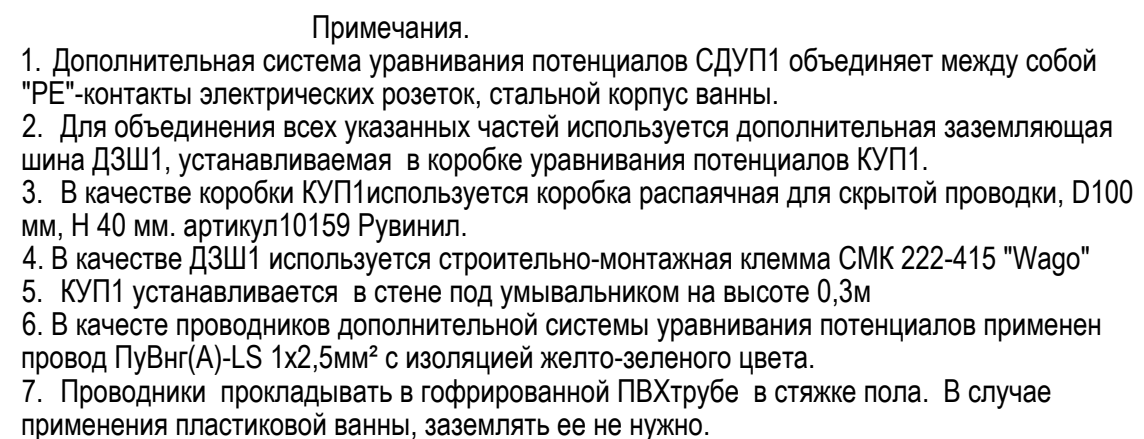 Примечания.
1. Дополнительная система уравнивания потенциалов СДУП1 объединяет между собой
"РЕ"-контакты электрических розеток, стальной корпус ванны.
2. Для объединения всех указанных частей используется дополнительная заземляющая
шина ДЗШ1, устанавливаемая в коробке уравнивания потенциалов КУП1.
3. В качестве коробки КУП1используется коробка распаячная для скрытой проводки, D100
мм, H 40 мм. артикул10159 Рувинил.
4. В качестве ДЗШ1 используется строительно-монтажная клемма СМК 222-415 "Wago"
5. КУП1 устанавливается в стене под умывальником на высоте 0,3м
6. В качесте проводников дополнительной системы уравнивания потенциалов применен
провод ПуВнг(А)-LS 1х2,5мм² с изоляцией желто-зеленого цвета.
7. Проводники прокладывать в гофрированной ПВХтрубе в стяжке пола. В случае
применения пластиковой ванны, заземлять ее не нужно.